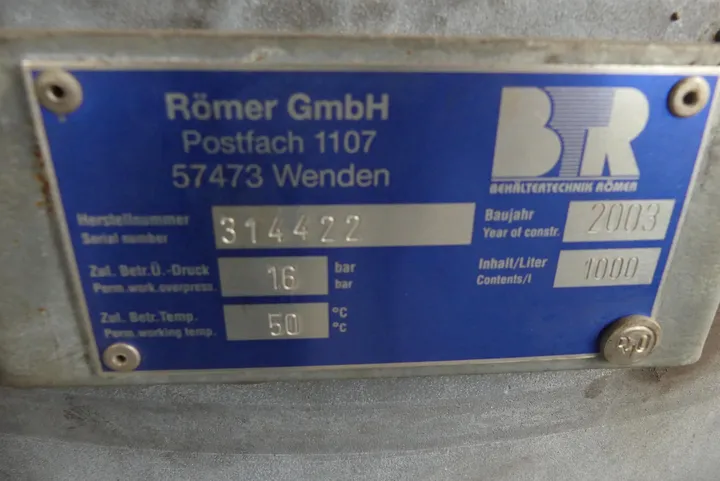 Römer GmbH
Postfach 1107
57473 Wenden
BTR
BEHÄLTERTECHNIK RÖMER
Herstellnummer
Serial number
314422
Baujahr
Year of constr.
2003
Zul. Betr.Ü.-Druck
Perm.work.overpress.
16
bar
bar
Inhalt/Liter
Contents/l
1000
Zul. Betr.Temp.
Perm.working temp.
50
°C
°C